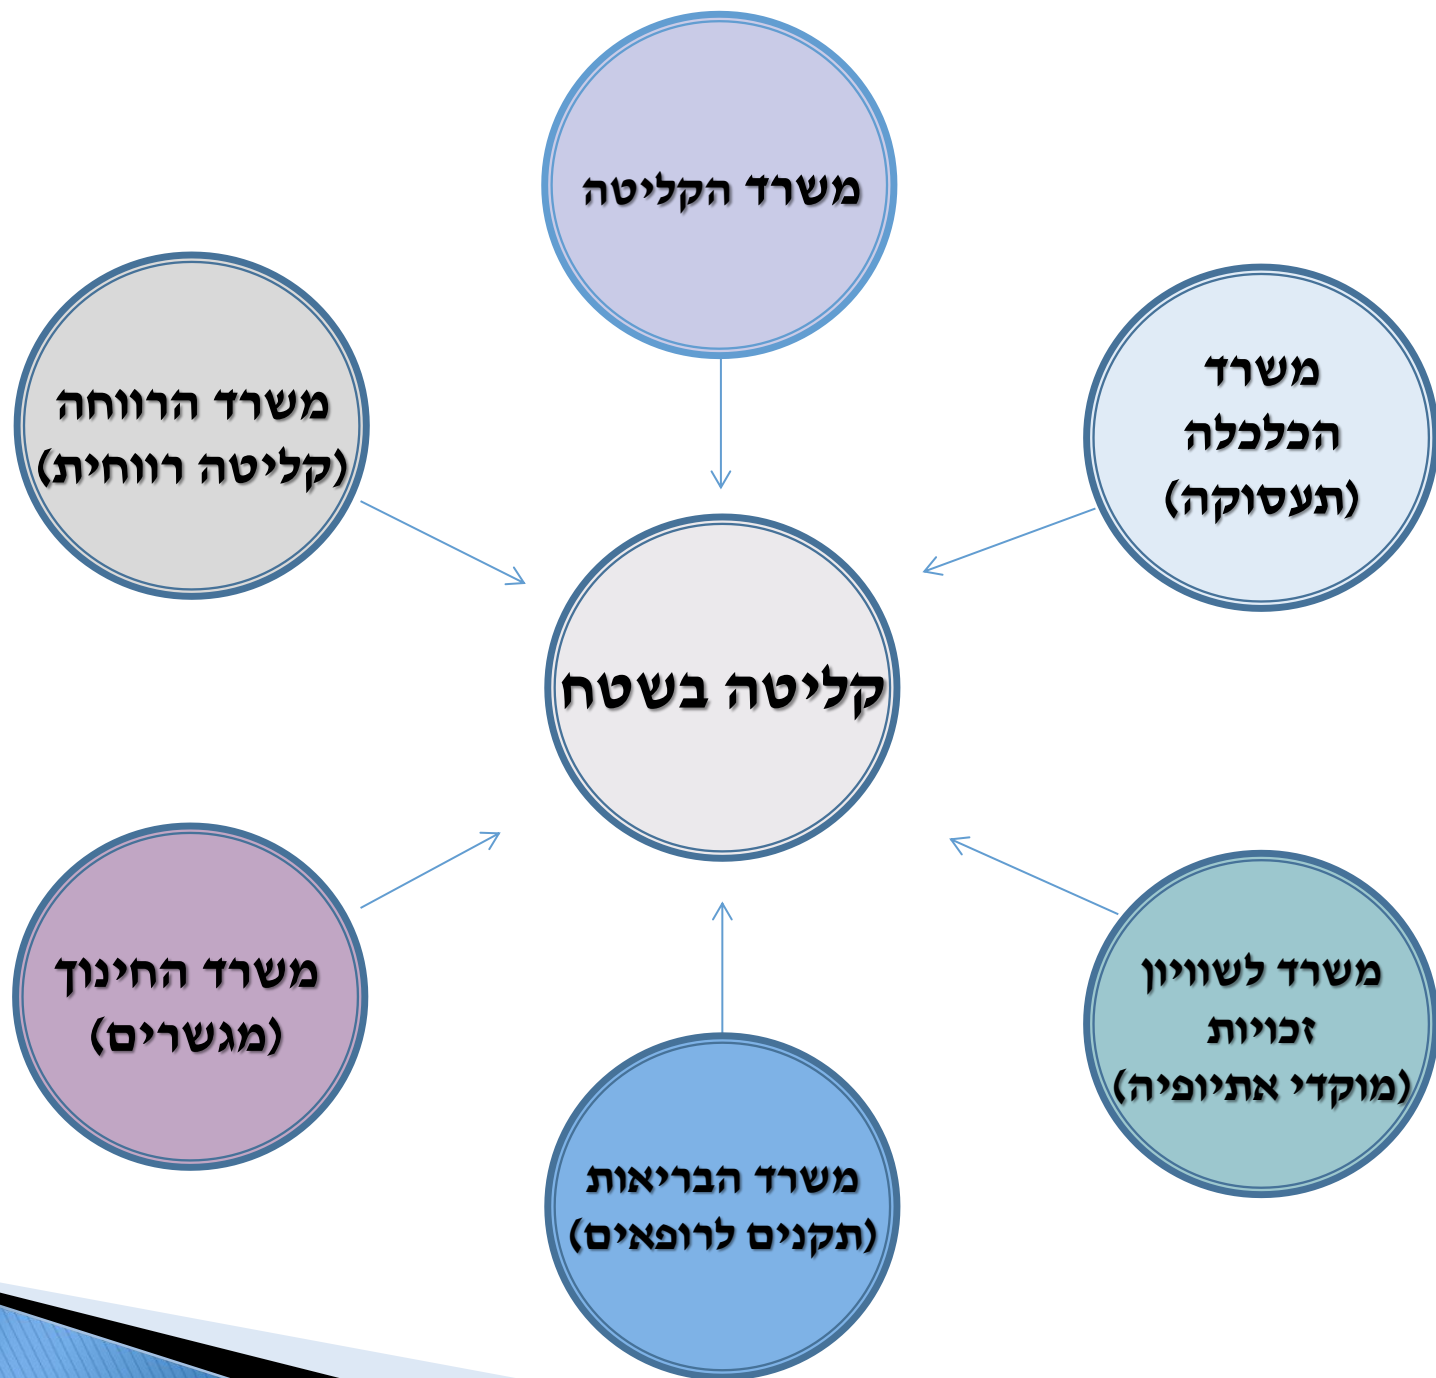 משרד הקליטה
משרד
הכלכלה
(תעסוקה)
משרד הרווחה
(קליטה רווחית)
קליטה בשטח
משרד לשוויון
זכויות
(מוקדי אתיופיה)
משרד החינוך
(מגשרים)
משרד הבריאות
(תקנים לרופאים)